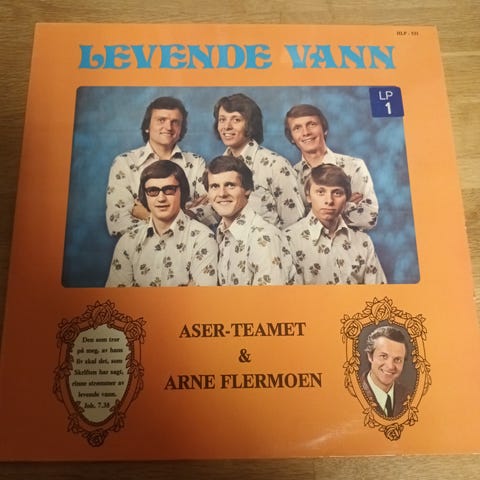 HLP - 531
LEVENDE VANN
LP
1
ASER-TEAMET
&
ARNE FLERMOEN
Den som tror
på meg, av hans
liv skal det, som
Skriften har sagt,
rinne strømmer av
levende vann.
Joh. 7.38